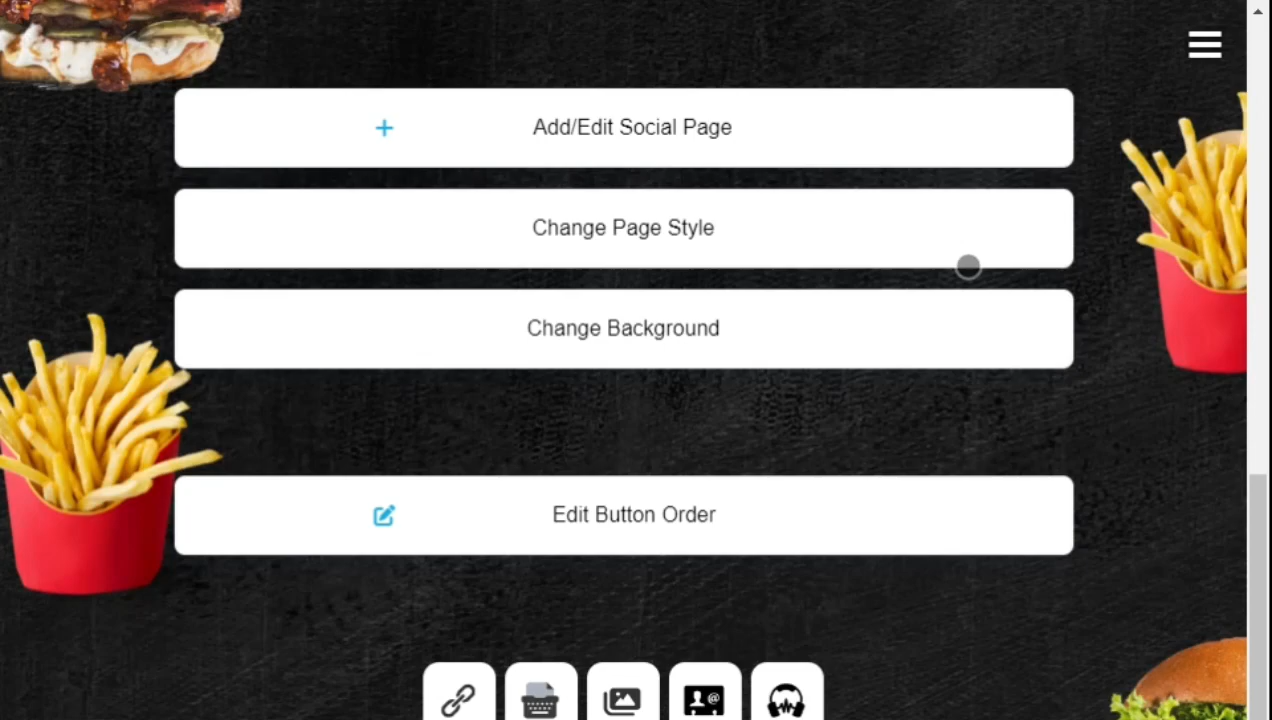 Add/Edit Social Page
Change Page Style
Change Background
Edit Button Order